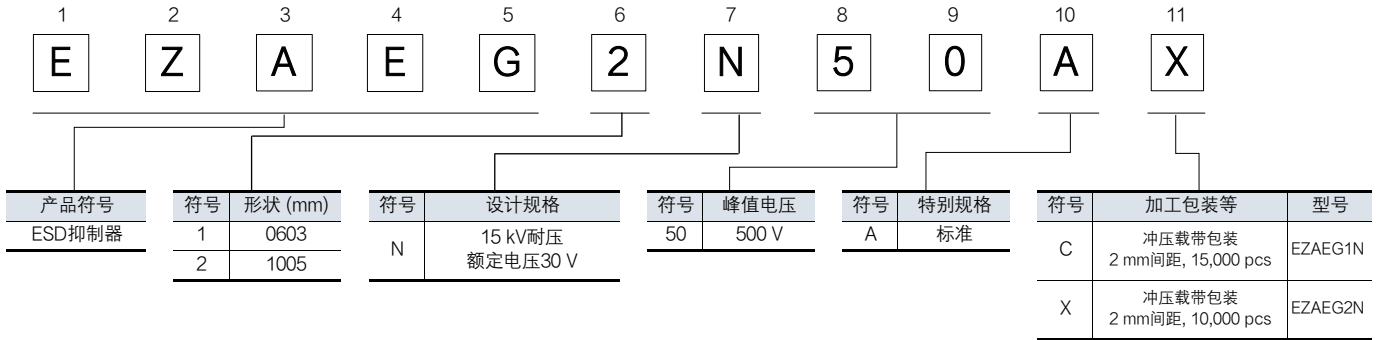 1 2 3 4 5 6 7 8 9 10 11
E Z A E G 2 N 5 0 A X
产品符号
ESD抑制器
符号 形状 (mm)
1 0603
2 1005
符号 设计规格
N 15 kV耐压
额定电压30 V
符号 峰值电压
50 500 V
符号 特别规格
A 标准
符号 加工包装等 型号
C 冲压载带包装
2 mm间距, 15,000 pcs EZAEG1N
X 冲压载带包装
2 mm间距, 10,000 pcs EZAEG2N